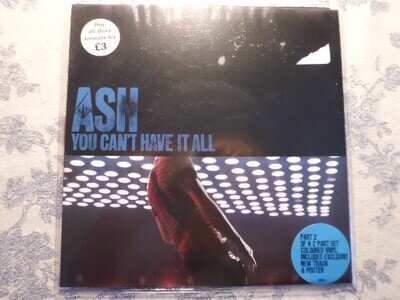 this
all three
formats for
£3
ASH
YOU CAN'T HAVE IT ALL
PART 2
OF A 2 PART SET
COLOURED VINYL
INCLUDES EXCLUSIVE
NEW TRACK
& POSTER